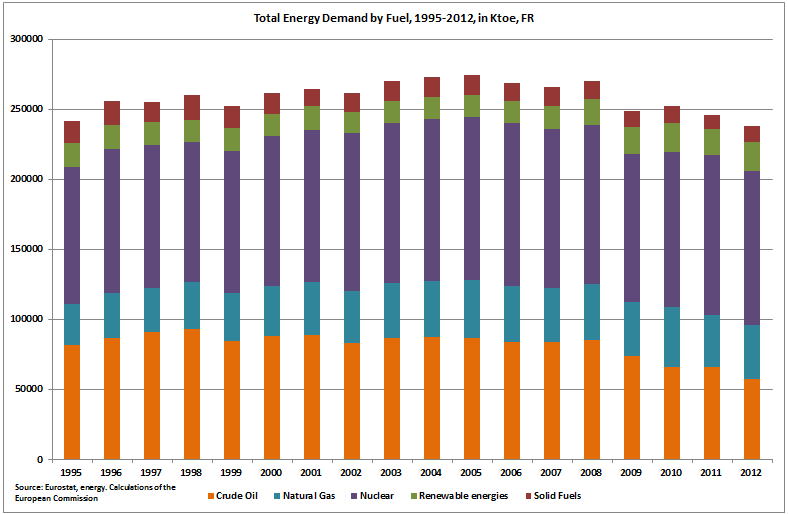 Total Energy Demand by Fuel, 1995-2012, in Ktoe, FR
300000
250000
200000
150000
100000
50000
0
1995 1996 1997 1998 1999 2000 2001 2002 2003 2004 2005 2006 2007 2008 2009 2010 2011 2012
Source: Eurostat, energy. Calculations of the
European Commission
Crude Oil Natural Gas Nuclear Renewable energies Solid Fuels